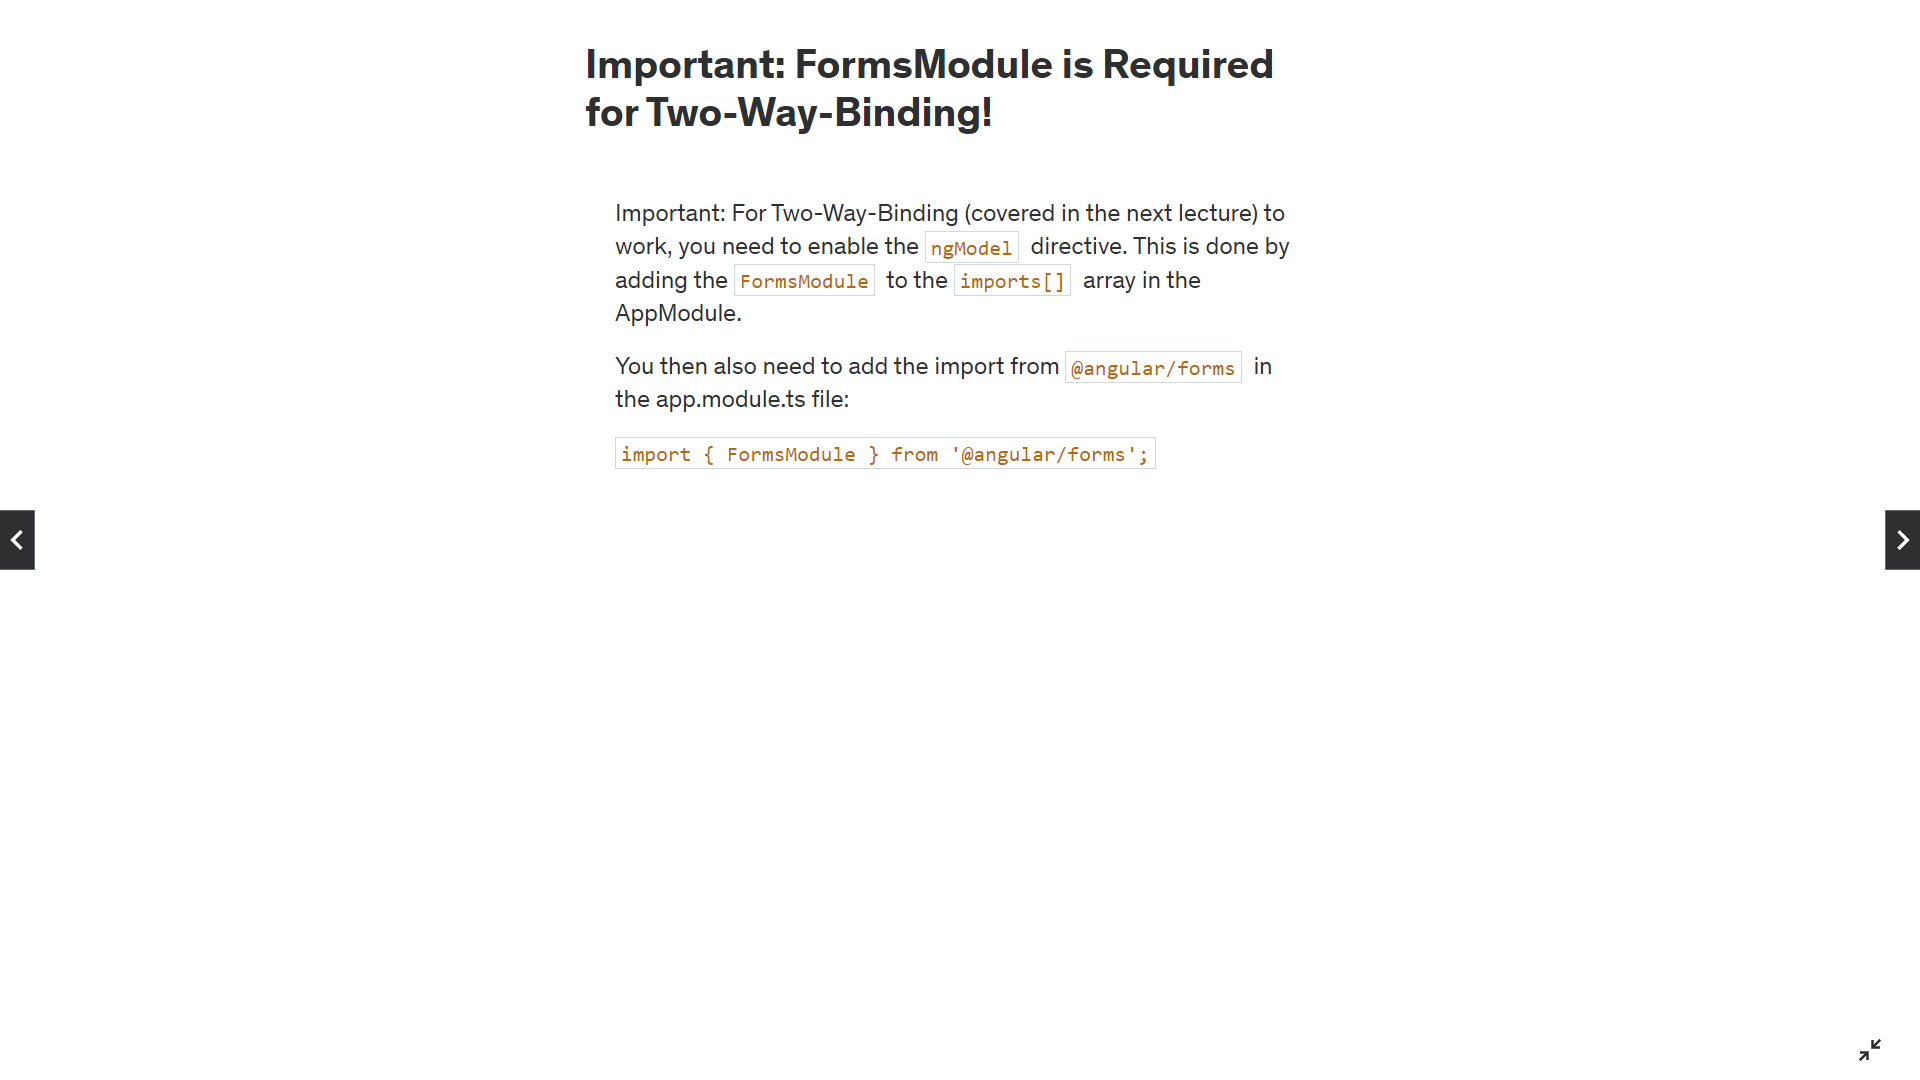 Important: FormsModule is Required
for Two-Way-Binding!
Important: For Two-Way-Binding (covered in the next lecture) to
work, you need to enable the ngModel directive. This is done by
adding the FormsModule to the imports[] array in the
AppModule.
You then also need to add the import from @angular/forms in
the app.module.ts file:
import { FormsModule } from '@angular/forms';